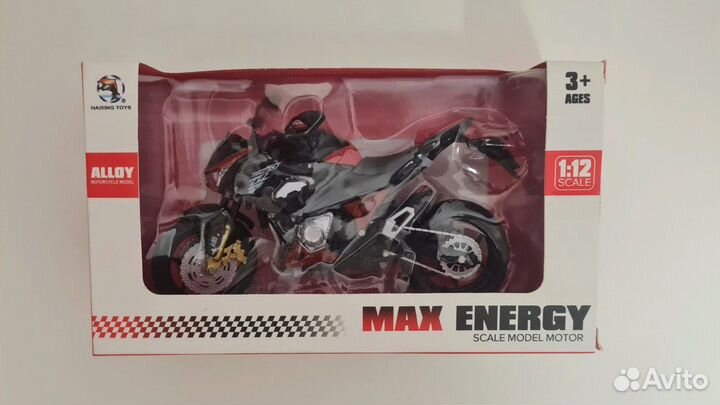 HAIXING TOYS
®
3+
AGES
ALLOY
MOTORCYCLE MODEL
1:12
SCALE
MAX ENERGY
SCALE MODEL MOTOR
Avito